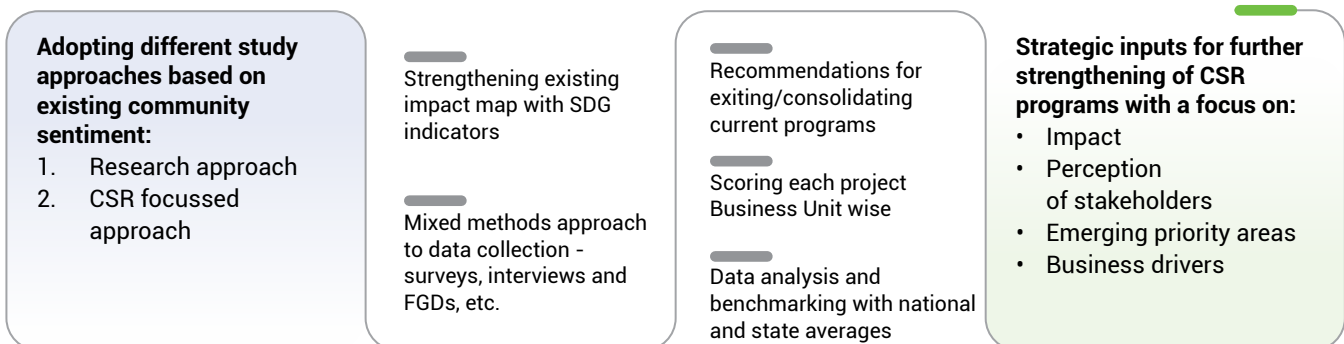 Adopting different study
approaches based on
existing community
sentiment:
1. Research approach
2. CSR focussed
approach
Strengthening existing
impact map with SDG
indicators
Mixed methods approach
to data collection -
surveys, interviews and
FGDs, etc.
Recommendations for
exiting/consolidating
current programs
Scoring each project
Business Unit wise
Data analysis and
benchmarking with national
and state averages
Strategic inputs for further
strengthening of CSR
programs with a focus on:
• Impact
• Perception
of stakeholders
• Emerging priority areas
• Business drivers